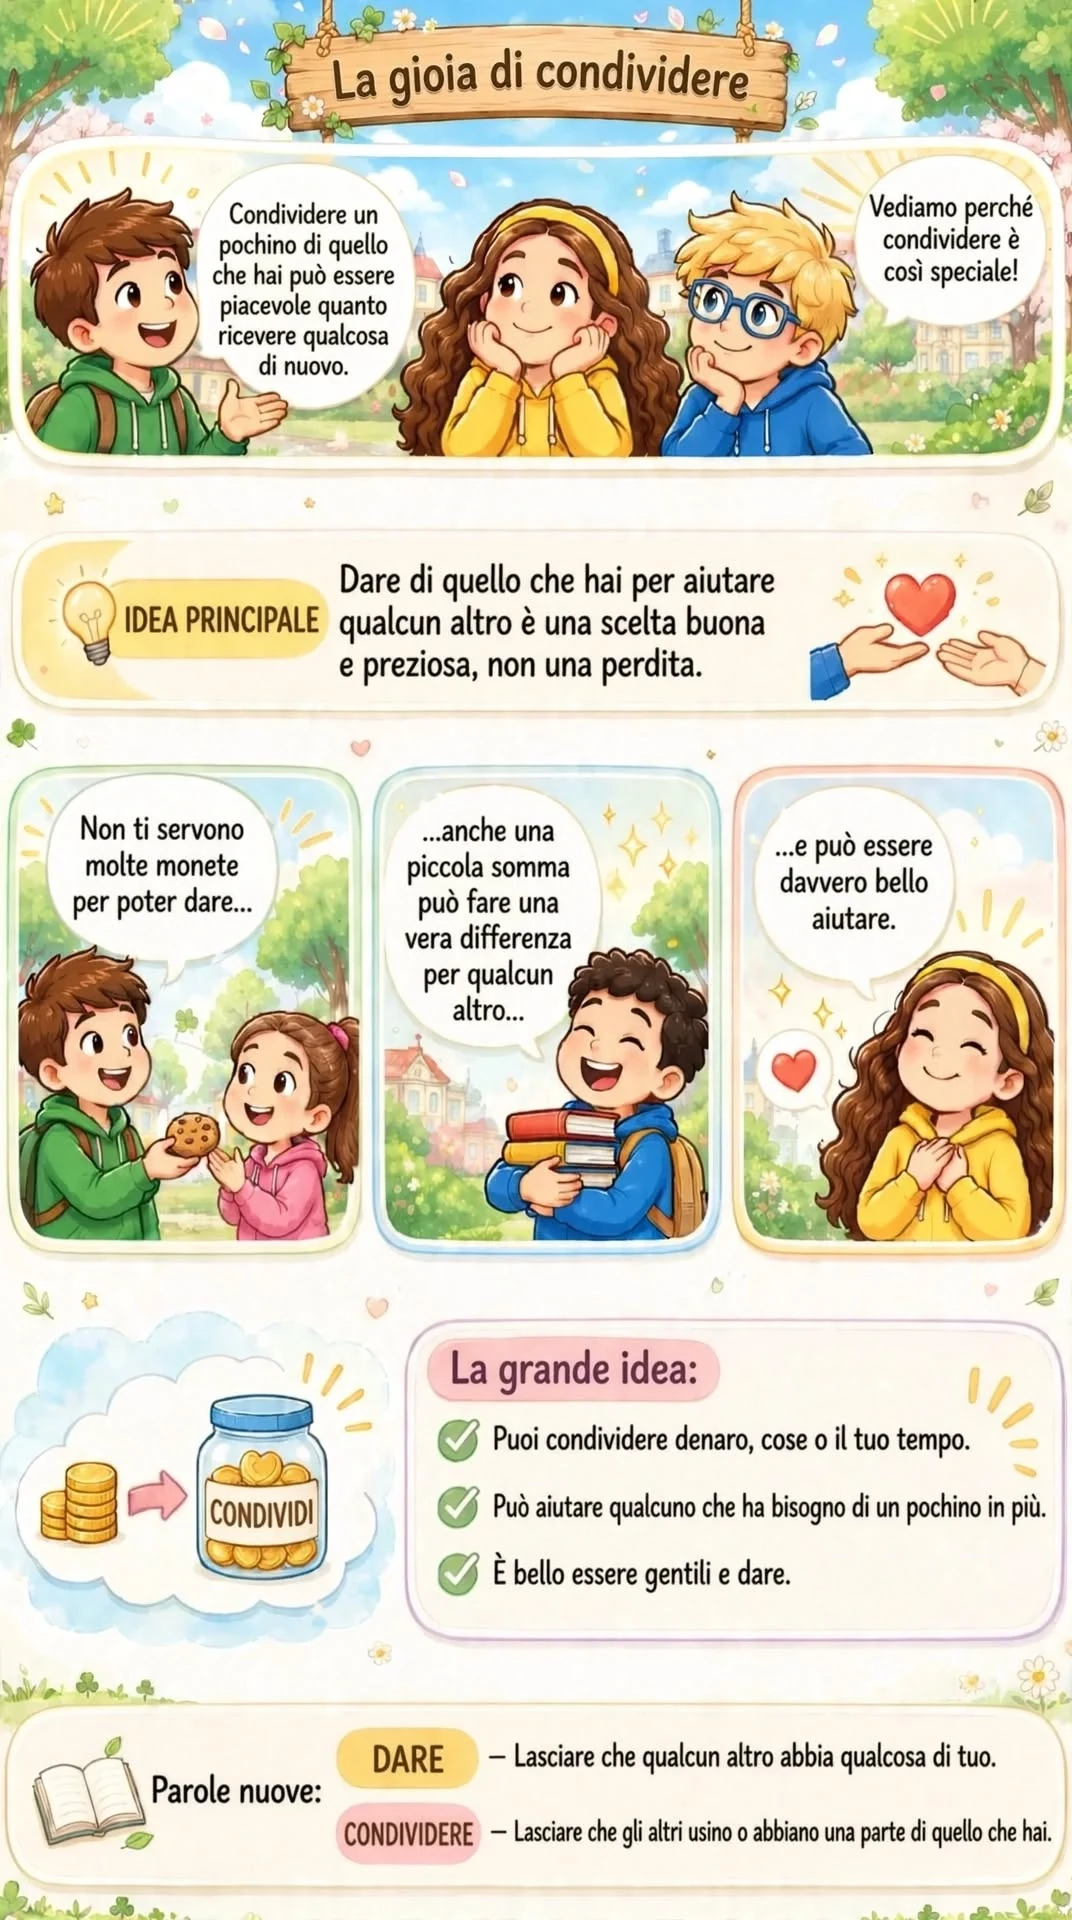 La gioia di condividere
Condividere un
pochino di quello
che hai può essere
piacevole quanto
ricevere qualcosa
di nuovo.
Vediamo perché
condividere è
così speciale!
IDEA PRINCIPALE
Dare di quello che hai per aiutare
qualcun altro è una scelta buona
e preziosa, non una perdita.
Non ti servono
molte monete
per poter dare...
...anche una
piccola somma
può fare una
vera differenza
per qualcun
altro...
...e può essere
davvero bello
aiutare.
CONDIVIDI
La grande idea:
Puoi condividere denaro, cose o il tuo tempo.
Può aiutare qualcuno che ha bisogno di un pochino in più.
È bello essere gentili e dare.
Parole nuove:
DARE – Lasciare che qualcun altro abbia qualcosa di tuo.
CONDIVIDERE – Lasciare che gli altri usino o abbiano una parte di quello che hai.